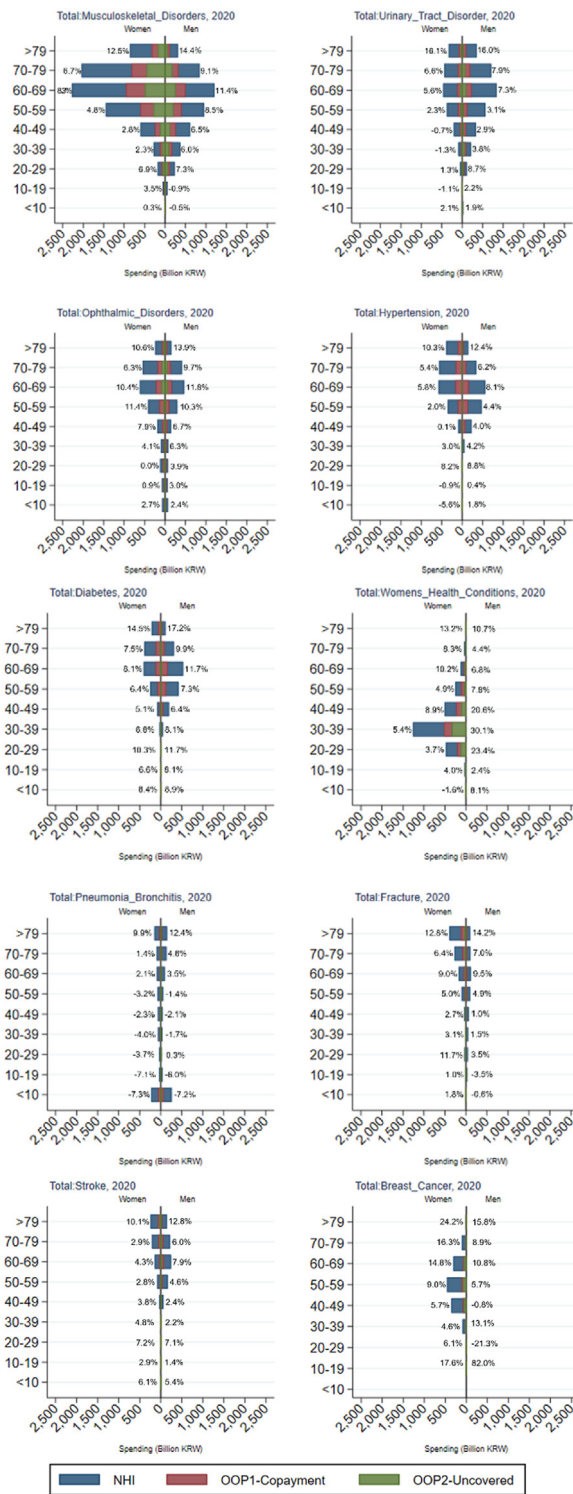 Total:Musculoskeletal_Disorders, 2020
Women Men
>79 12.5% 14.4%
70-79 6.7% 9.1%
60-69 11.4%
50-59 4.8% 8.5%
40-49 2.8% 6.5%
30-39 2.3% 6.0%
20-29 6.9% 7.3%
10-19 3.5% -0.9%
<10 0.3% -0.5%
2,500 2,000 1,500 1,000 500 0 500 1,000 1,500 2,000 2,500
Spending (Billion KRW)
Total:Urinary_Tract_Disorder, 2020
Women Men
>79 16.1% 16.0%
70-79 6.6% 7.9%
60-69 5.6% 7.3%
50-59 2.3% 3.1%
40-49 -0.7% 2.9%
30-39 -1.3% 3.8%
20-29 1.3% 8.7%
10-19 -1.1% 2.2%
<10 2.1% 1.9%
2,500 2,000 1,500 1,000 500 0 500 1,000 1,500 2,000 2,500
Spending (Billion KRW)
Total:Ophthalmic_Disorders, 2020
Women Men
>79 10.6% 13.9%
70-79 6.3% 9.7%
60-69 10.4% 11.8%
50-59 11.4% 10.3%
40-49 7.9% 6.7%
30-39 4.1% 6.3%
20-29 0.0% 3.9%
10-19 0.9% 3.0%
<10 2.7% 2.4%
2,500 2,000 1,500 1,000 500 0 500 1,000 1,500 2,000 2,500
Spending (Billion KRW)
Total:Hypertension, 2020
Women Men
>79 10.3% 12.4%
70-79 5.4% 6.2%
60-69 5.8% 8.1%
50-59 2.0% 4.4%
40-49 0.1% 4.0%
30-39 3.0% 4.2%
20-29 8.2% 8.8%
10-19 -0.9% 0.4%
<10 -5.6% 1.8%
2,500 2,000 1,500 1,000 500 0 500 1,000 1,500 2,000 2,500
Spending (Billion KRW)
Total:Diabetes, 2020
Women Men
>79 14.5% 17.2%
70-79 7.5% 9.9%
60-69 8.1% 11.7%
50-59 6.4% 7.3%
40-49 5.1% 6.4%
30-39 8.1%
20-29 10.3% 11.7%
10-19 6.6% 8.1%
<10 8.4% 8.9%
2,500 2,000 1,500 1,000 500 0 500 1,000 1,500 2,000 2,500
Spending (Billion KRW)
Total:Womens_Health_Conditions, 2020
Women Men
>79 13.2% 10.7%
70-79 8.3% 4.4%
60-69 10.2% 6.8%
50-59 4.9% 7.8%
40-49 8.9% 20.6%
30-39 5.4% 30.1%
20-29 3.7% 23.4%
10-19 4.0% 2.4%
<10 -1.6% 8.1%
2,500 2,000 1,500 1,000 500 0 500 1,000 1,500 2,000 2,500
Spending (Billion KRW)
Total:Pneumonia_Bronchitis, 2020
Women Men
>79 9.9% 12.4%
70-79 1.4% 4.8%
60-69 2.1% 3.5%
50-59 -3.2% -1.4%
40-49 -2.3% -2.1%
30-39 -4.0% -1.7%
20-29 -3.7% 0.3%
10-19 -7.1% -6.0%
<10 -7.3% -7.2%
2,500 2,000 1,500 1,000 500 0 500 1,000 1,500 2,000 2,500
Spending (Billion KRW)
Total:Fracture, 2020
Women Men
>79 12.8% 14.2%
70-79 6.4% 7.0%
60-69 9.0% 9.5%
50-59 5.0% 4.9%
40-49 2.7% 1.0%
30-39 3.1% 1.5%
20-29 11.7% 3.5%
10-19 1.0% -3.5%
<10 1.8% -0.6%
2,500 2,000 1,500 1,000 500 0 500 1,000 1,500 2,000 2,500
Spending (Billion KRW)
Total:Stroke, 2020
Women Men
>79 10.1% 12.8%
70-79 2.9% 6.0%
60-69 4.3% 7.9%
50-59 2.8% 4.6%
40-49 3.8% 2.4%
30-39 4.8% 2.2%
20-29 7.2% 7.1%
10-19 2.9% 1.4%
<10 6.1% 5.4%
2,500 2,000 1,500 1,000 500 0 500 1,000 1,500 2,000 2,500
Spending (Billion KRW)
Total:Breast_Cancer, 2020
Women Men
>79 24.2% 15.8%
70-79 16.3% 8.9%
60-69 14.8% 10.8%
50-59 9.0% 5.7%
40-49 5.7% -0.8%
30-39 4.6% 13.1%
20-29 6.1% -21.3%
10-19 17.6% 82.0%
<10
2,500 2,000 1,500 1,000 500 0 500 1,000 1,500 2,000 2,500
Spending (Billion KRW)
NHI OOP1-Copayment OOP2-Uncovered